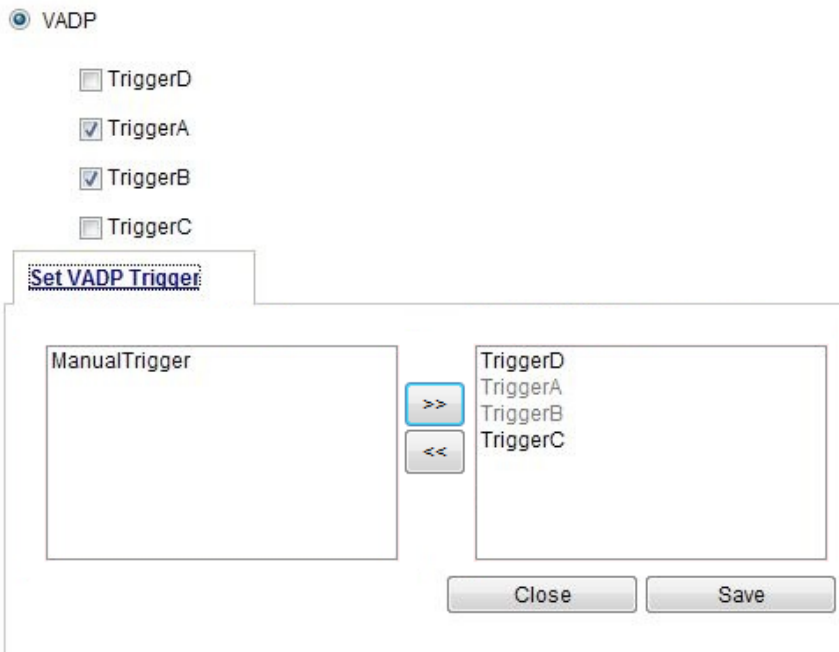 VADP
TriggerD
TriggerA
TriggerB
TriggerC
Set VADP Trigger
ManualTrigger
>>
<<
TriggerD
TriggerA
TriggerB
TriggerC
Close Save